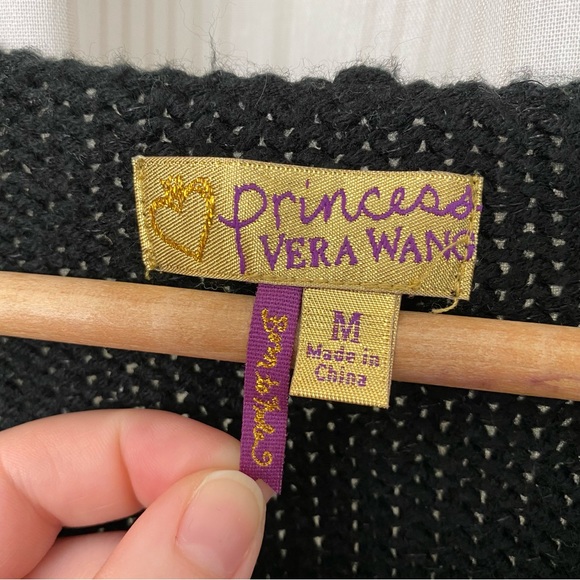 princess
VERA WANG
M
Made in
China
Born to Rule